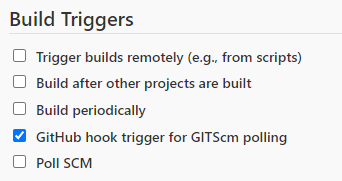 Build Triggers
Trigger builds remotely (e.g., from scripts)
Build after other projects are built
Build periodically
GitHub hook trigger for GITScm polling
Poll SCM